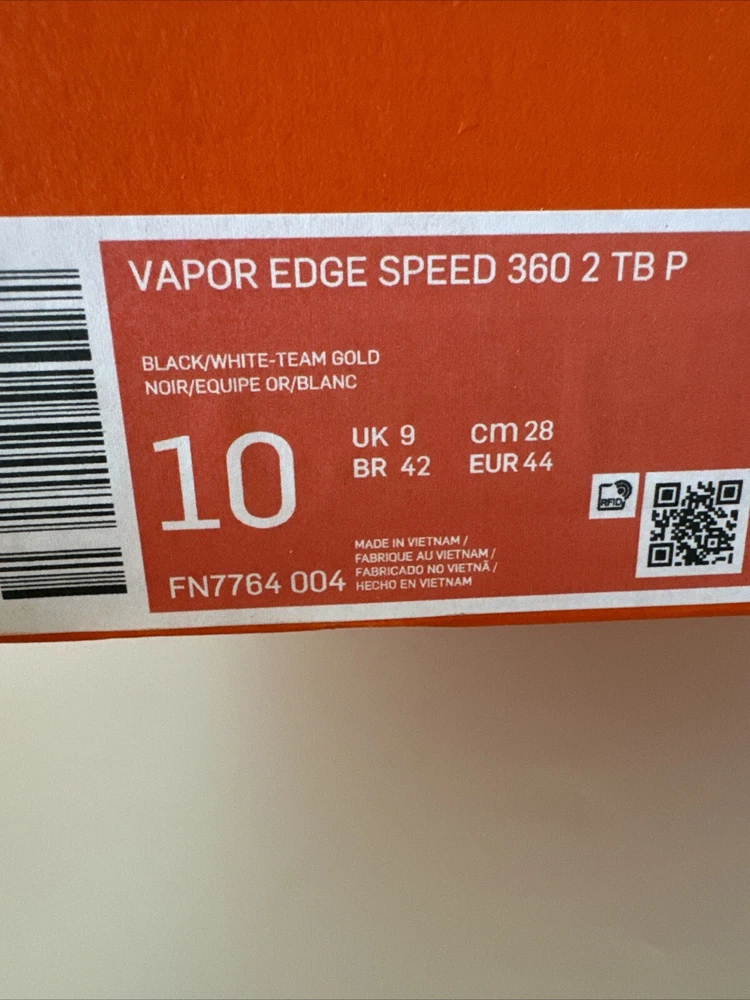 VAPOR EDGE SPEED 360 2 TB P
BLACK/WHITE-TEAM GOLD
NOIR/EQUIPE OR/BLANC
10
UK 9 cm 28
BR 42 EUR 44
RFID
FN7764 004
MADE IN VIETNAM /
FABRIQUE AU VIETNAM /
FABRICADO NO VIETNÃ /
HECHO EN VIETNAM